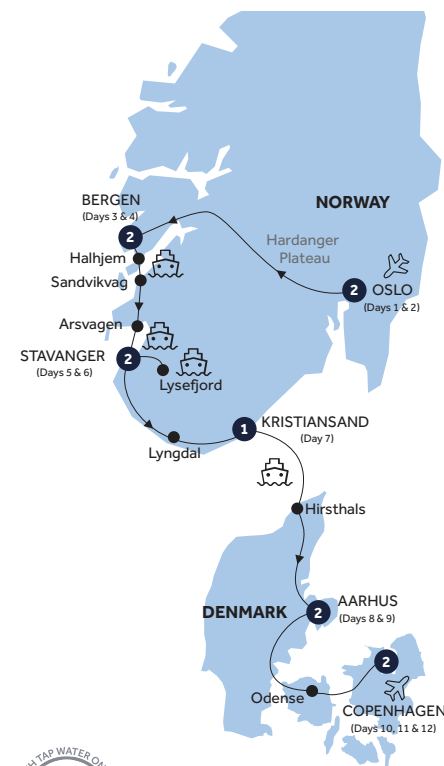 NORWAY
BERGEN
(Days 3 & 4)
2
Halhjem
Sandvikvag
Hardanger
Plateau
2
OSLO
(Days 1 & 2)
Arsvagen
STAVANGER
(Days 5 & 6)
2
Lysefjord
Lyngdal
1
KRISTIANSAND
(Day 7)
Hirsthals
DENMARK
2
AARHUS
(Days 8 & 9)
2
Odense
COPENHAGEN
(Days 10, 11 & 12)
TAP WATER